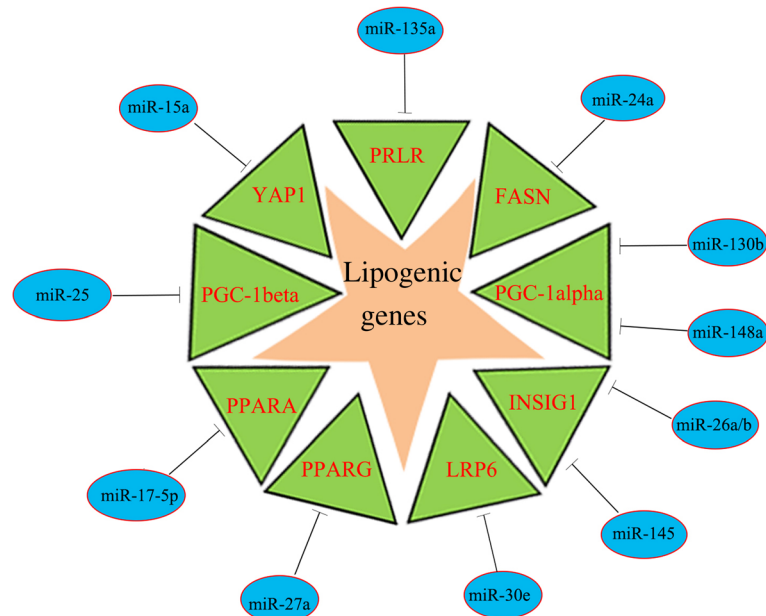 miR-135a
miR-15a
miR-24a
PRLR
YAP1
FASN
miR-130b
Lipogenic
genes
miR-25
PGC-1beta
PGC-1alpha
miR-148a
PPARA
INSIG1
miR-26a/b
PPARG
LRP6
miR-17-5p
miR-145
miR-27a
miR-30e